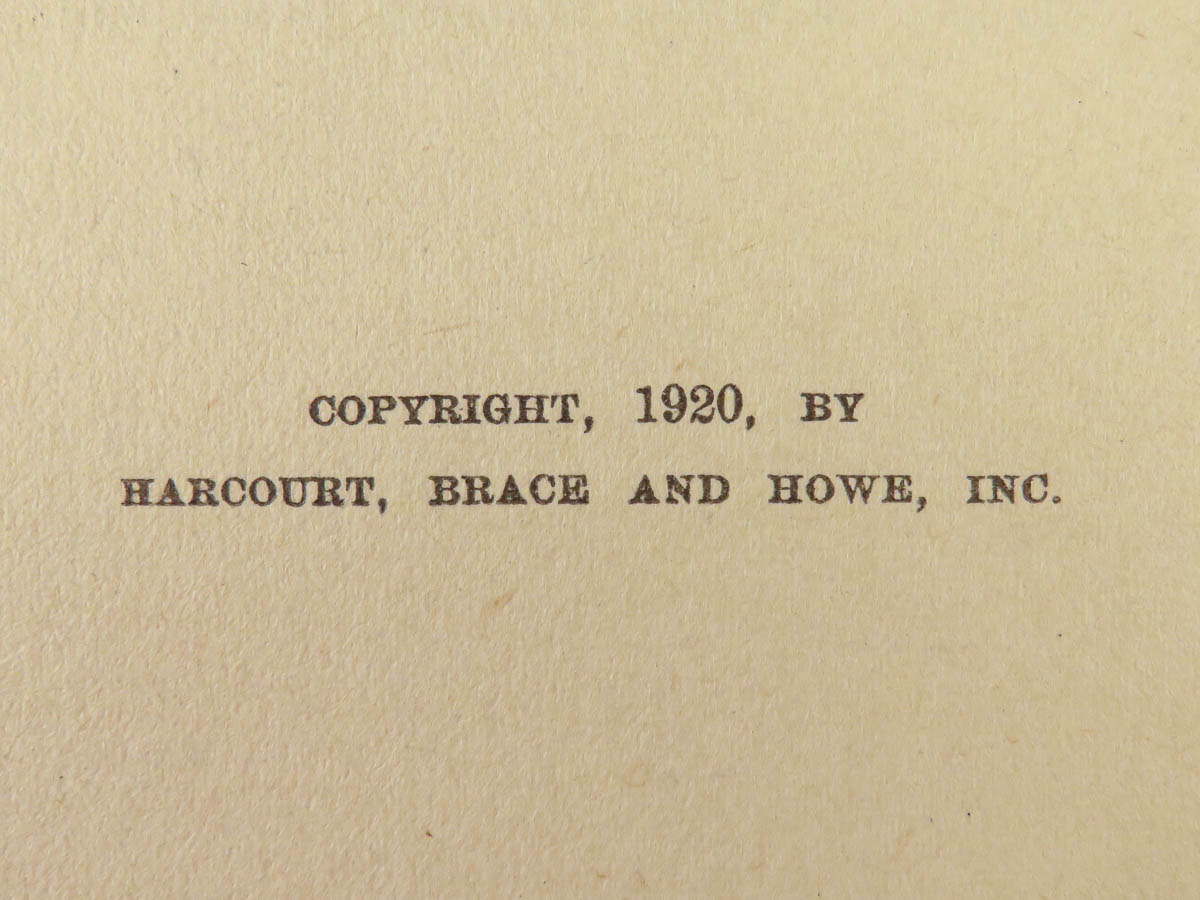 COPYRIGHT, 1920, BY
HARCOURT, BRACE AND HOWE, INC.